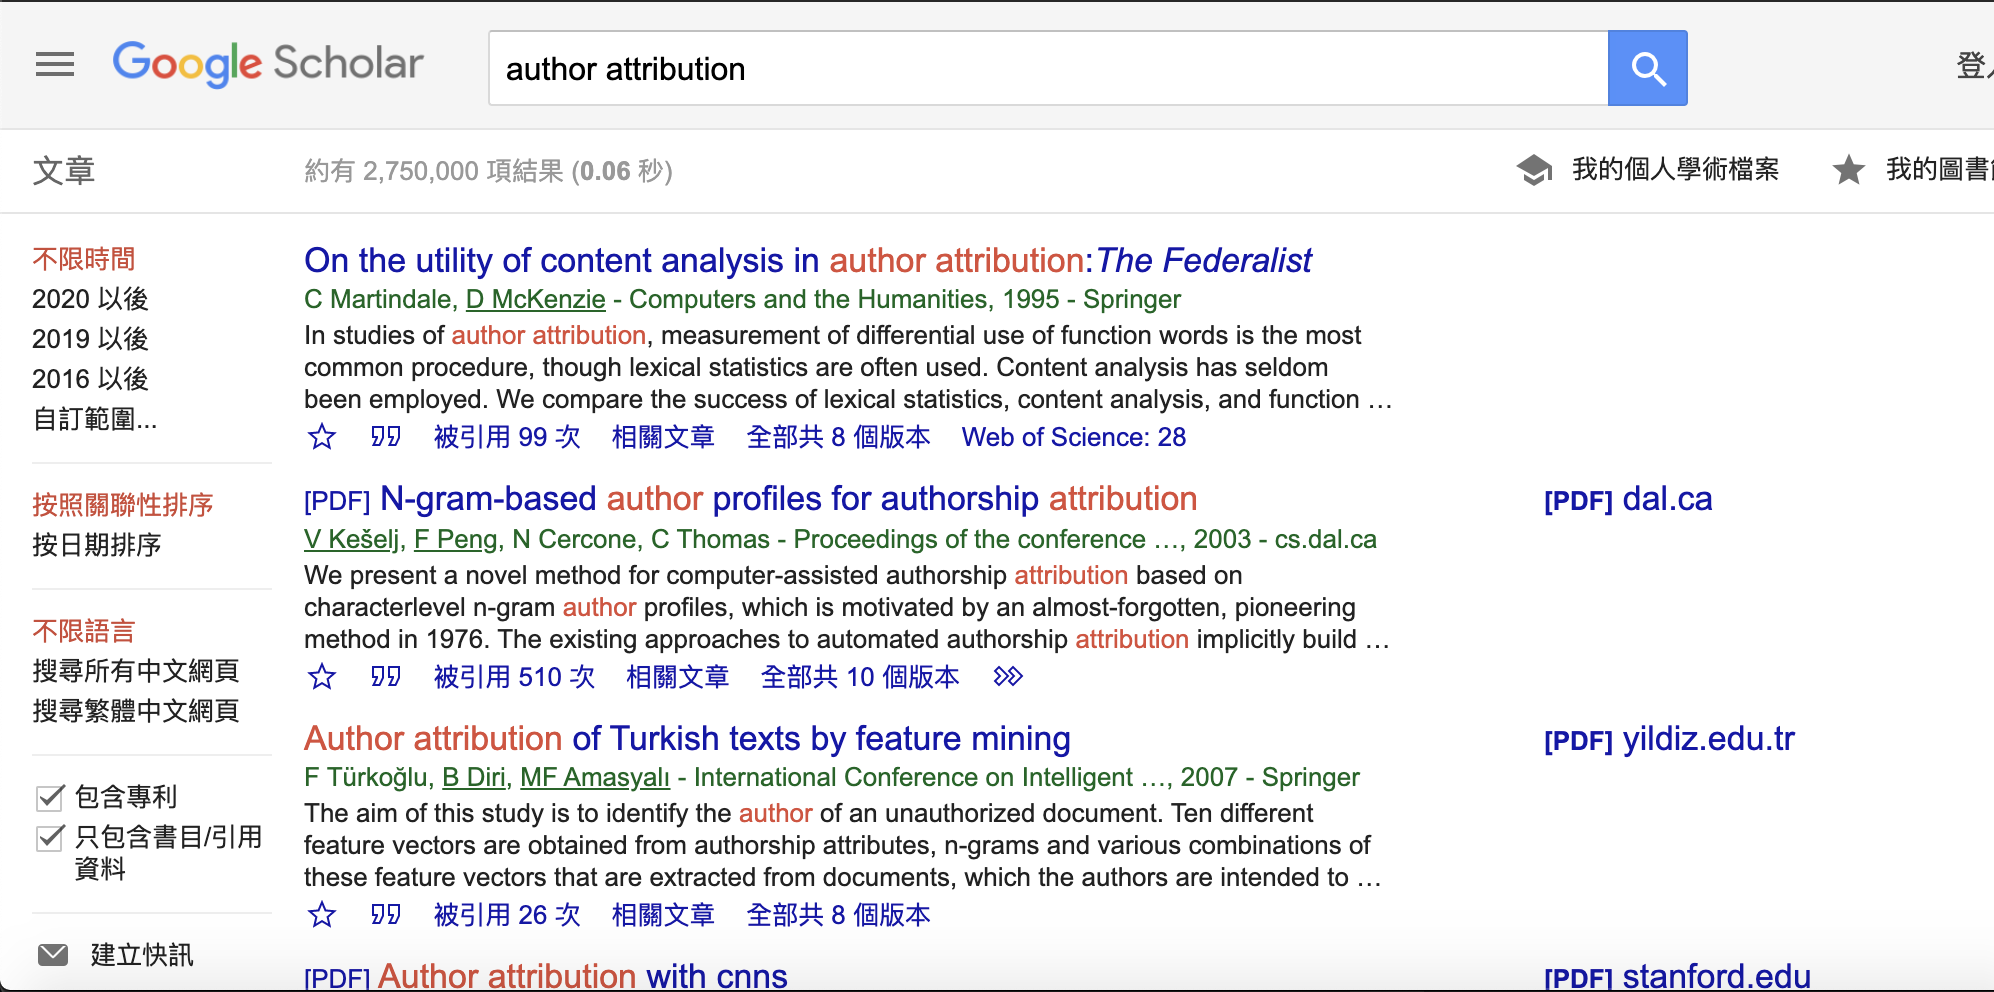 Google Scholar
author attribution
登入
文章
約有 2,750,000 項結果 (0.06 秒)
我的個人學術檔案
我的圖書館
不限時間
2020 以後
2019 以後
2016 以後
自訂範圍...
按照關聯性排序
按日期排序
不限語言
搜尋所有中文網頁
搜尋繁體中文網頁
包含專利
只包含書目/引用
資料
建立快訊
On the utility of content analysis in author attribution:The Federalist
C Martindale, D McKenzie - Computers and the Humanities, 1995 - Springer
In studies of author attribution, measurement of differential use of function words is the most
common procedure, though lexical statistics are often used. Content analysis has seldom
been employed. We compare the success of lexical statistics, content analysis, and function …
被引用 99 次 相關文章 全部共 8 個版本 Web of Science: 28
[PDF] N-gram-based author profiles for authorship attribution
[PDF] dal.ca
V Kešelj, F Peng, N Cercone, C Thomas - Proceedings of the conference …, 2003 - cs.dal.ca
We present a novel method for computer-assisted authorship attribution based on
characterlevel n-gram author profiles, which is motivated by an almost-forgotten, pioneering
method in 1976. The existing approaches to automated authorship attribution implicitly build …
被引用 510 次 相關文章 全部共 10 個版本
Author attribution of Turkish texts by feature mining
[PDF] yildiz.edu.tr
F Türkoğlu, B Diri, MF Amasyalı - International Conference on Intelligent …, 2007 - Springer
The aim of this study is to identify the author of an unauthorized document. Ten different
feature vectors are obtained from authorship attributes, n-grams and various combinations of
these feature vectors that are extracted from documents, which the authors are intended to …
被引用 26 次 相關文章 全部共 8 個版本
[PDF] Author attribution with cnns
[PDF] stanford.edu